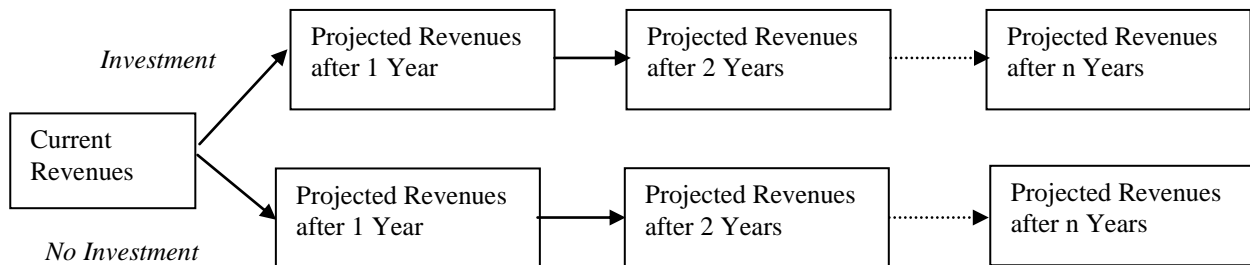 Investment
Projected Revenues
after 1 Year
Projected Revenues
after 2 Years
Projected Revenues
after n Years
Current
Revenues
Projected Revenues
after 1 Year
Projected Revenues
after 2 Years
Projected Revenues
after n Years
No Investment